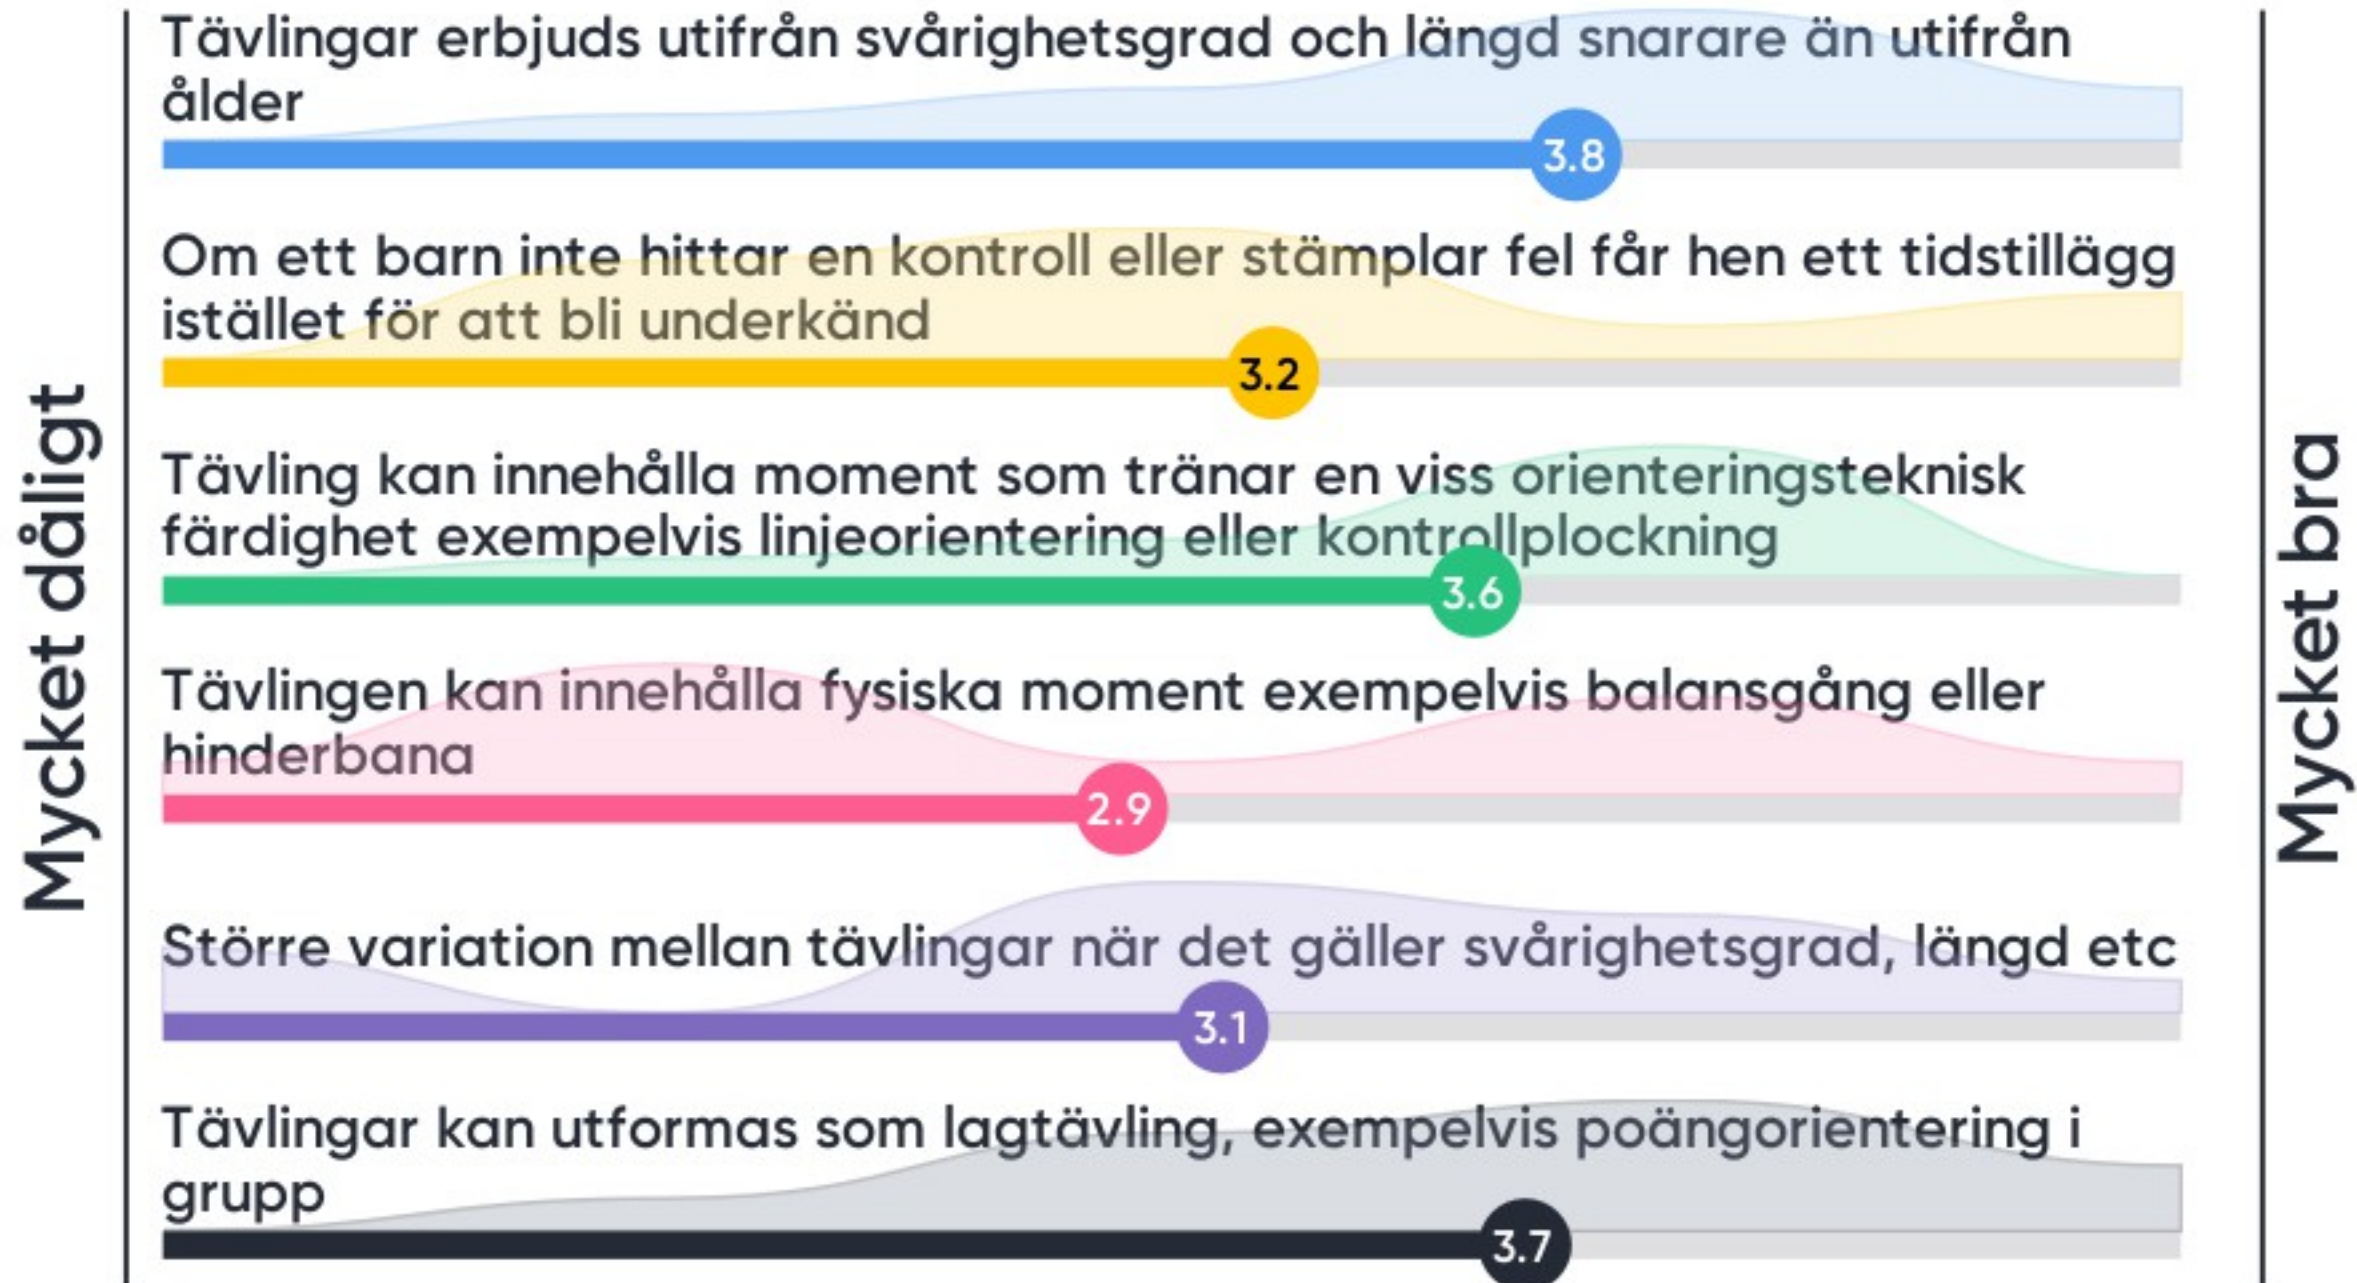 Tävlingar erbjuds utifrån svårighetsgrad och längd snarare än utifrån
ålder
3.8
Om ett barn inte hittar en kontroll eller stämplar fel får hen ett tidstillägg
istället för att bli underkänd
3.2
Tävling kan innehålla moment som tränar en viss orienteringsteknisk
färdighet exempelvis linjeorientering eller kontrollplockning
3.6
Tävlingen kan innehålla fysiska moment exempelvis balansgång eller
hinderbana
2.9
Större variation mellan tävlingar när det gäller svårighetsgrad, längd etc
3.1
Tävlingar kan utformas som lagtävling, exempelvis poängorientering i
grupp
3.7
Mycket dåligt
Mycket bra